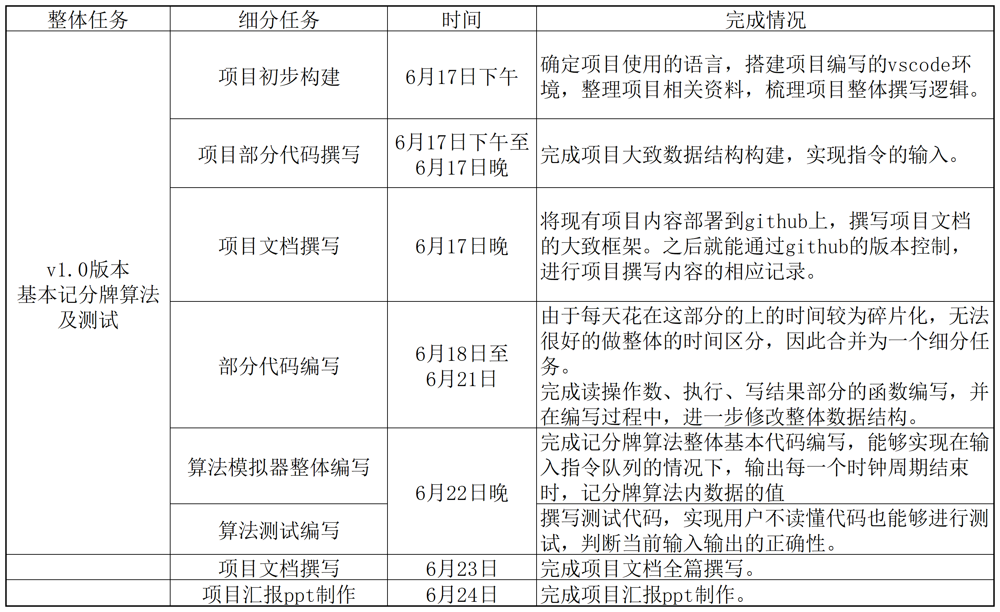 整体任务
细分任务
时间
完成情况
v1.0版本
基本记分牌算法
及测试
项目初步构建
6月17日下午
确定项目使用的语言，搭建项目编写的vscode环
境，整理项目相关资料，梳理项目整体撰写逻辑。
项目部分代码撰写
6月17日下午至
6月17日晚
完成项目大致数据结构构建，实现指令的输入。
项目文档撰写
6月17日晚
将现有项目内容部署到github上，撰写项目文档
的大致框架。之后就能通过github的版本控制，
进行项目撰写内容的相应记录。
部分代码编写
6月18日至
6月21日
由于每天花在这部分的上的时间较为碎片化，无法
很好的做整体的时间区分，因此合并为一个细分任
务。
完成读操作数、执行、写结果部分的函数编写，并
在编写过程中，进一步修改整体数据结构。
算法模拟器整体编写
6月22日晚
完成记分牌算法整体基本代码编写，能够实现在输
入指令队列的情况下，输出每一个时钟周期结束
时，记分牌算法内数据的值
算法测试编写
撰写测试代码，实现用户不读懂代码也能够进行测
试，判断当前输入输出的正确性。
项目文档撰写
6月23日
完成项目文档全篇撰写。
项目汇报ppt制作
6月24日
完成项目汇报ppt制作。